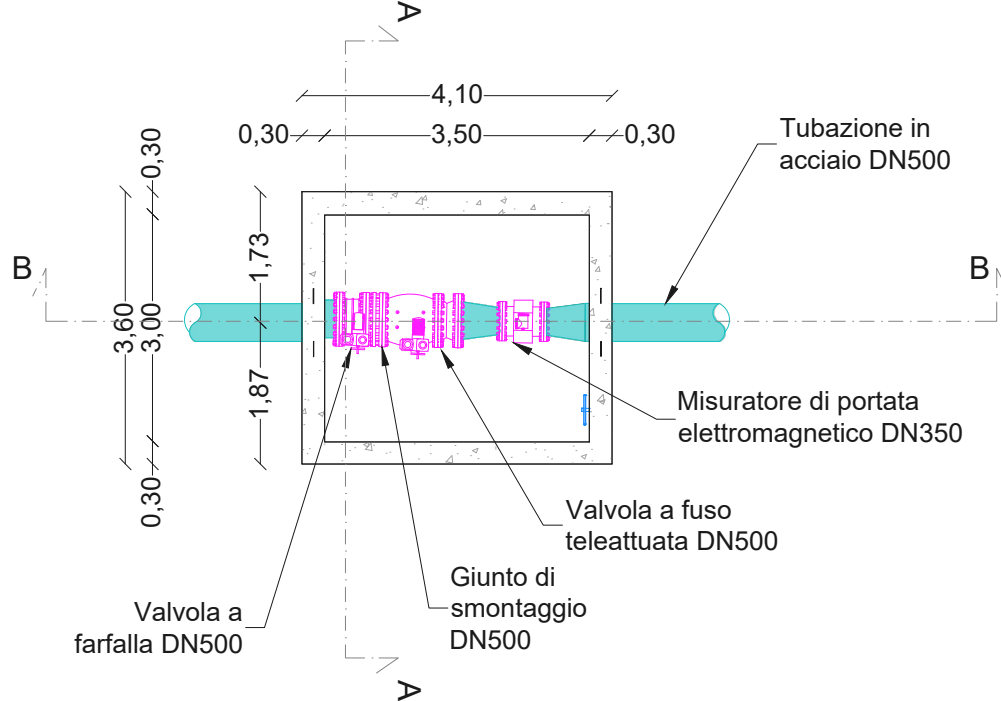 A
4,10
0,30
3,50
0,30
Tubazione in
acciaio DN500
0,30
1,73
B
B
3,60
3,00
1,87
Misuratore di portata
elettromagnetico DN350
0,30
Valvola a fuso
teleattuata DN500
Giunto di
smontaggio
DN500
Valvola a
farfalla DN500
A